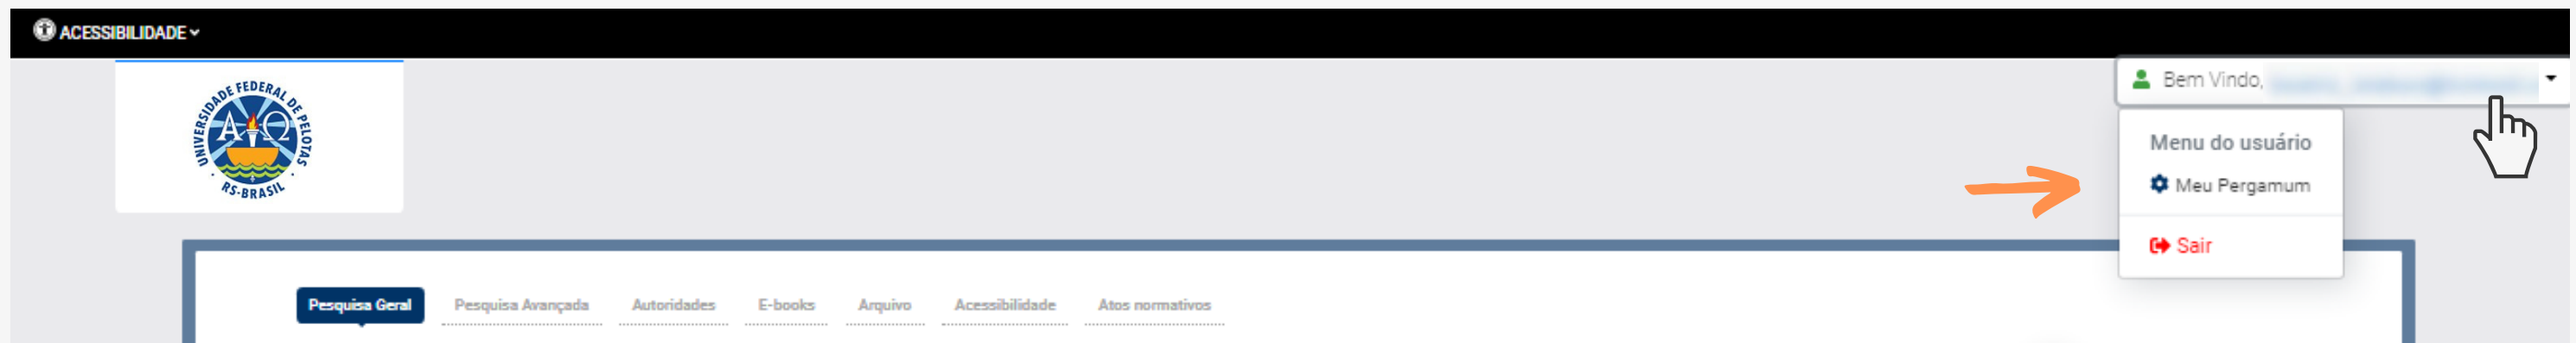 ACESSIBILIDADE
UNIVERSIDADE FEDERAL DE PELOTAS
RS-BRASIL
Bem Vindo,
Menu do usuário
Meu Pergamum
Sair
Pesquisa Geral Pesquisa Avançada Autoridades E-books Arquivo Acessibilidade Atos normativos